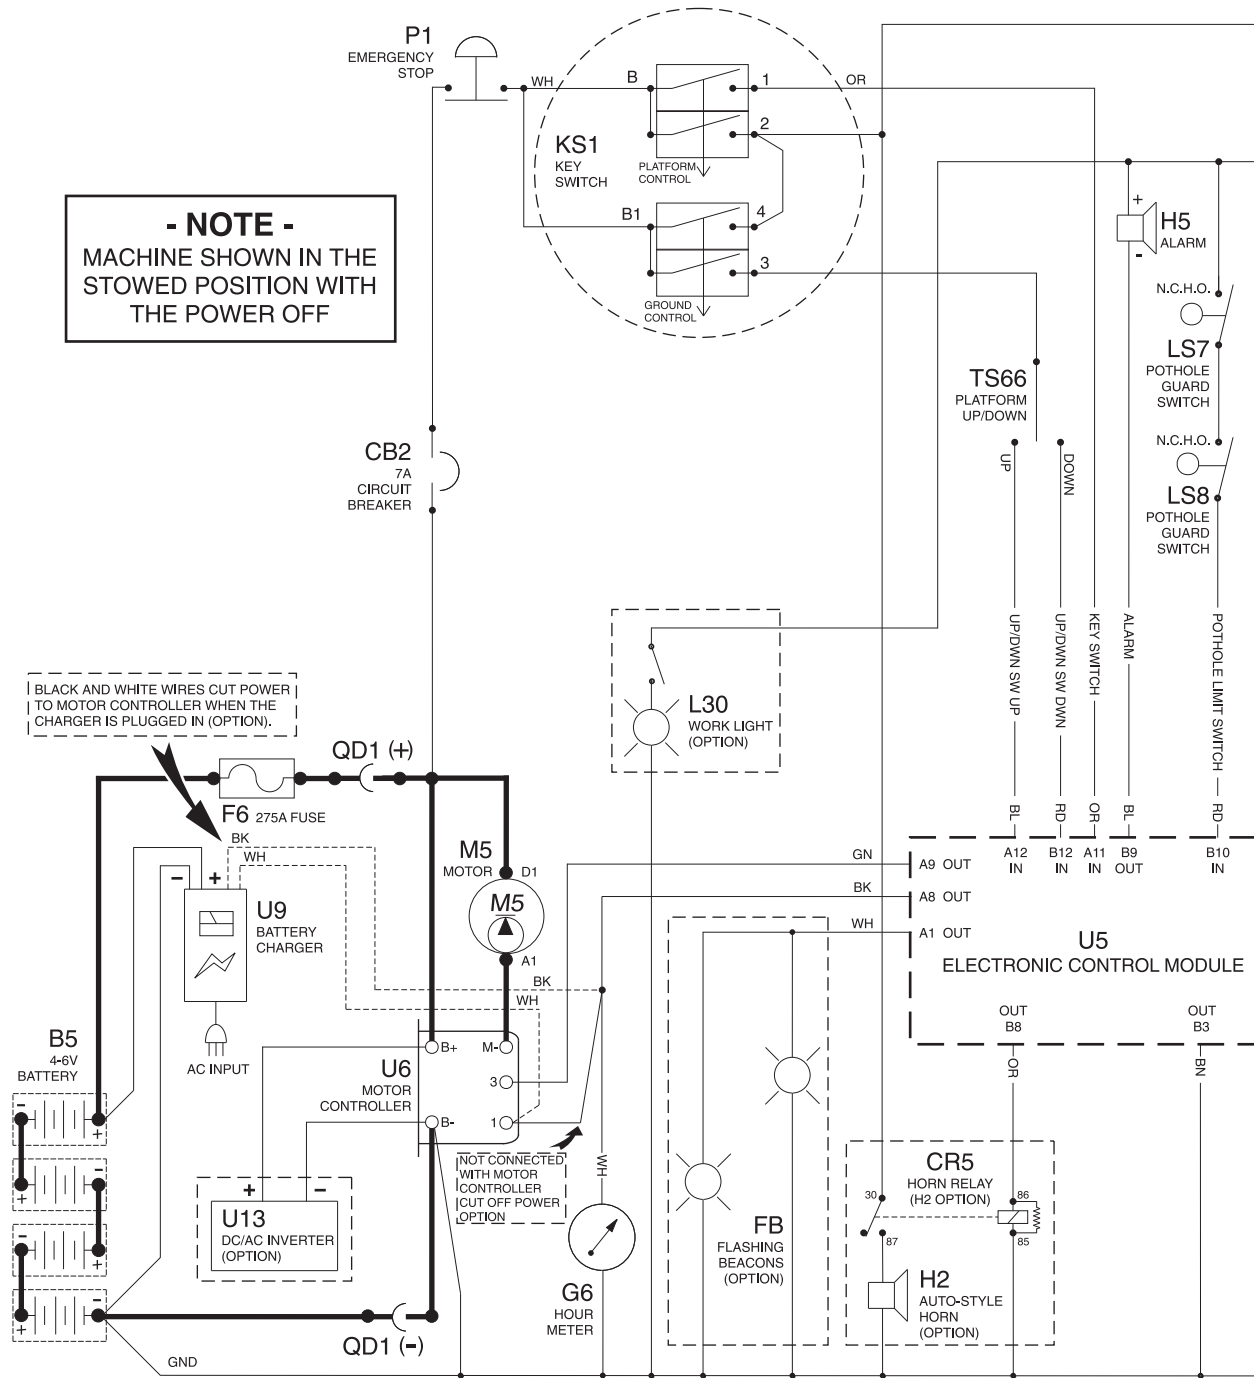 P1
EMERGENCY
STOP
WH
B
1
OR
2
KS1
KEY
SWITCH
PLATFORM
CONTROL
B1
4
3
GROUND
CONTROL
- NOTE -
MACHINE SHOWN IN THE
STOWED POSITION WITH
THE POWER OFF
+
H5
ALARM
-
N.C.H.O.
LS7
POTHOLE
GUARD
SWITCH
TS66
PLATFORM
UP/DOWN
UP
DOWN
N.C.H.O.
LS8
POTHOLE
GUARD
SWITCH
CB2
7A
CIRCUIT
BREAKER
UP/DWN SW UP
UP/DWN SW DWN
KEY SWITCH
ALARM
POTHOLE LIMIT SWITCH
L30
WORK LIGHT
(OPTION)
BLACK AND WHITE WIRES CUT POWER
TO MOTOR CONTROLLER WHEN THE
CHARGER IS PLUGGED IN (OPTION).
QD1 (+)
F6 275A FUSE
BK
WH
- +
U9
BATTERY
CHARGER
AC INPUT
M5
MOTOR
D1
M5
A1
BK
WH
BL
RD
OR
BL
RD
A12
IN
B12
IN
A11
IN
B9
OUT
B10
IN
GN
A9 OUT
BK
A8 OUT
WH
A1 OUT
U5
ELECTRONIC CONTROL MODULE
OUT
B8
OUT
B3
OR
BN
B5
4-6V
BATTERY
-
+
-
+
-
+
-
+
U6
MOTOR
CONTROLLER
B+
M-
3
B-
1
NOT CONNECTED
WITH MOTOR
CONTROLLER
CUT OFF POWER
OPTION
WH
+ -
U13
DC/AC INVERTER
(OPTION)
G6
HOUR
METER
FB
FLASHING
BEACONS
(OPTION)
CR5
HORN RELAY
(H2 OPTION)
30
86
87
85
H2
AUTO-STYLE
HORN
(OPTION)
QD1 (-)
GND